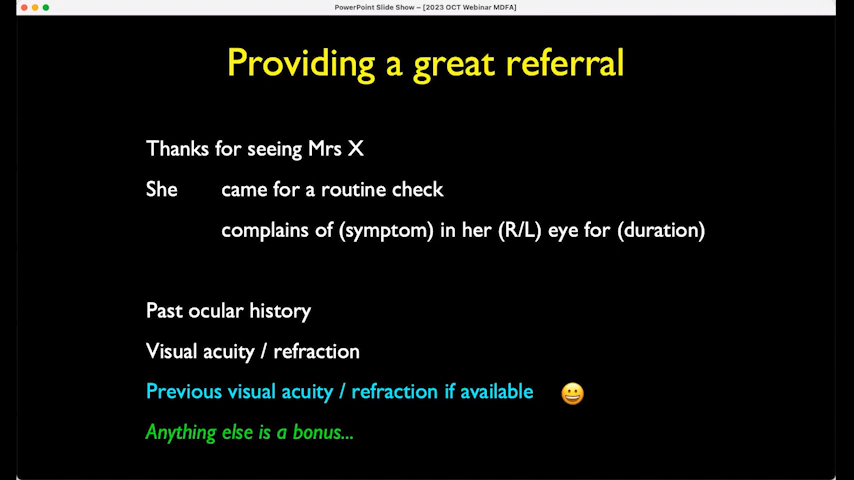 PowerPoint Slide Show – [2023 OCT Webinar MDFA]
Providing a great referral
Thanks for seeing Mrs X
She came for a routine check
complains of (symptom) in her (R/L) eye for (duration)
Past ocular history
Visual acuity / refraction
Previous visual acuity / refraction if available 😀
Anything else is a bonus...